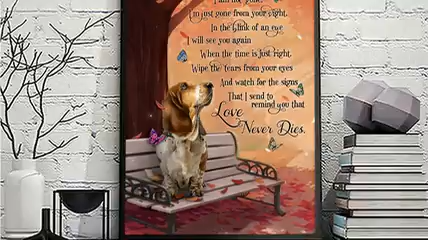 I'm just gone from your sight.
In the blink of an eye
I will see you again
When the time is just right.
Wipe the tears from your eyes
And watch for the signs
That I send to
remind you that
Love
Never Dies.